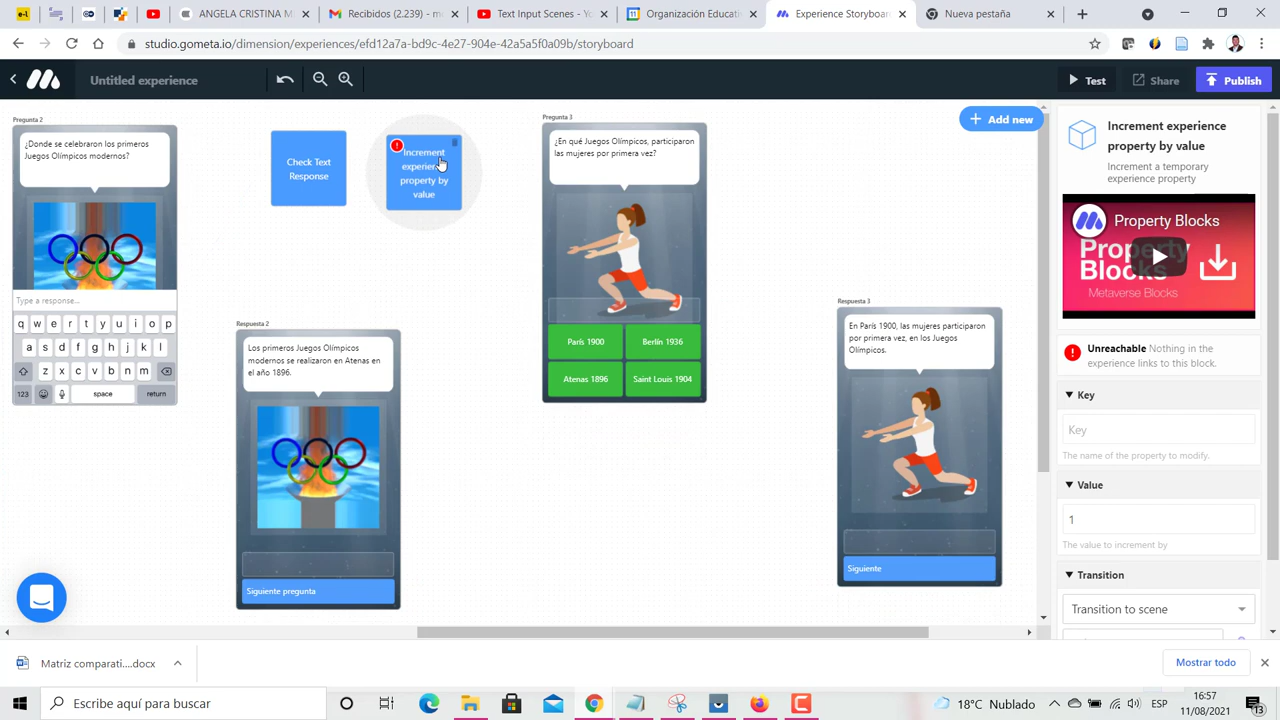 ANGELA CRISTINA M
Recibidos (2.239) - m
Text Input Scenes - Yo
Organización Educativ
Experience Storyboar
Nueva pestaña
studio.gometa.io/dimension/experiences/efd12a7a-bd9c-4e27-904e-42a5a5f0a09b/storyboard
Untitled experience
Test
Share
Publish
Add new
Pregunta 2
¿Donde se celebraron los primeros
Juegos Olímpicos modernos?
Type a response...
q w e r t y u i o p
a s d f g h j k l
z x c v b n m
123
space
return
Check Text
Response
Increment
experience
property by
value
Respuesta 2
Los primeros Juegos Olímpicos
modernos se realizaron en Atenas en
el año 1896.
Siguiente pregunta
Pregunta 3
¿En qué Juegos Olímpicos, participaron
las mujeres por primera vez?
París 1900
Berlín 1936
Atenas 1896
Saint Louis 1904
Respuesta 3
En París 1900, las mujeres participaron
por primera vez, en los Juegos
Olímpicos.
Siguiente
Increment experience
property by value
Increment a temporary
experience property
Property Blocks
Property
Blocks
Metaverse Blocks
Unreachable Nothing in the
experience links to this block.
Key
Key
The name of the property to modify.
Value
1
The value to increment by
Transition
Transition to scene
Matriz comparati....docx
Mostrar todo
Escribe aquí para buscar
18°C Nublado
ESP
16:57
11/08/2021
13